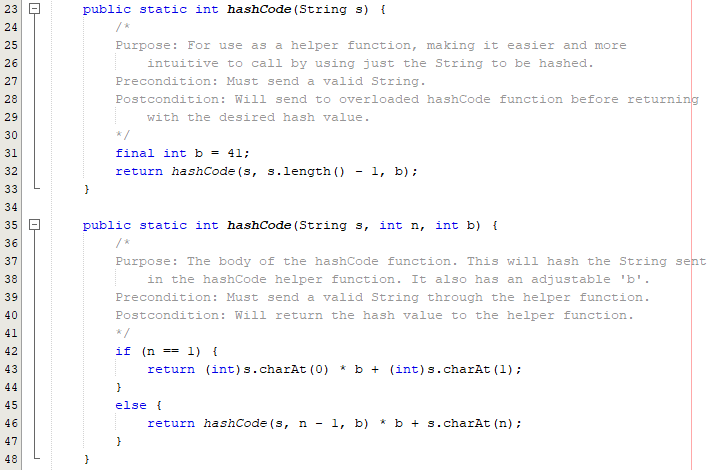 23 public static int hashCode(String s) {
24 /*
25 Purpose: For use as a helper function, making it easier and more
26 intuitive to call by using just the String to be hashed.
27 Precondition: Must send a valid String.
28 Postcondition: Will send to overloaded hashCode function before returning
29 with the desired hash value.
30 */
31 final int b = 41;
32 return hashCode(s, s.length() - 1, b);
33 }
34
35 public static int hashCode(String s, int n, int b) {
36 /*
37 Purpose: The body of the hashCode function. This will hash the String sent
38 in the hashCode helper function. It also has an adjustable 'b'.
39 Precondition: Must send a valid String through the helper function.
40 Postcondition: Will return the hash value to the helper function.
41 */
42 if (n == 1) {
43 return (int)s.charAt(0) * b + (int)s.charAt(1);
44 }
45 else {
46 return hashCode(s, n - 1, b) * b + s.charAt(n);
47 }
48 }